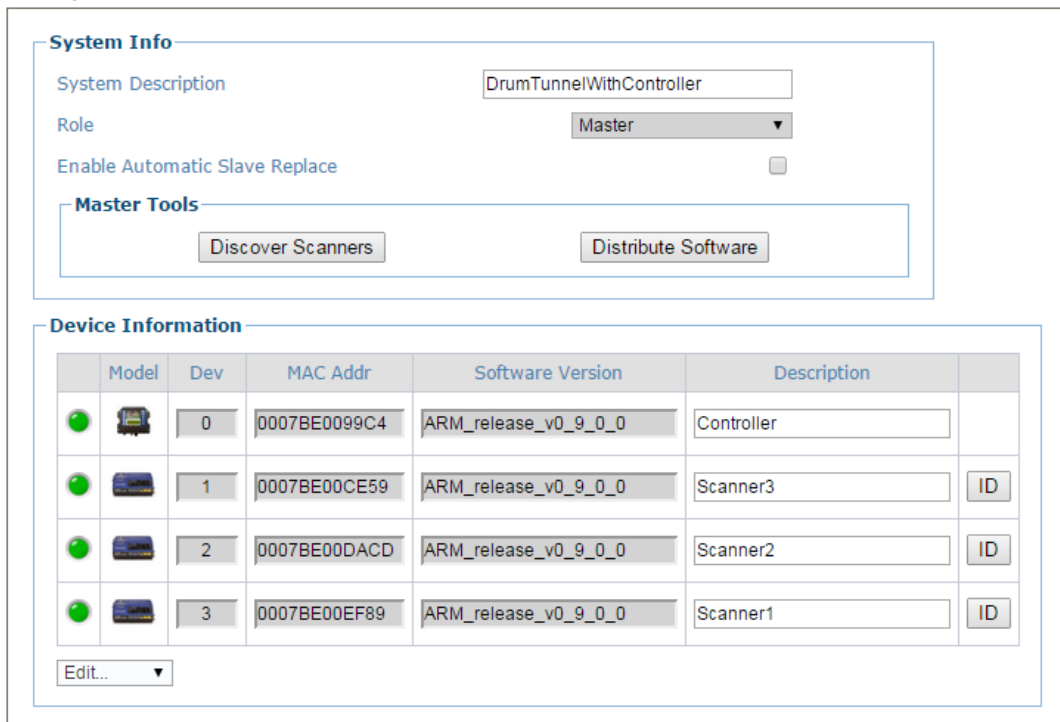 System Info
System Description DrumTunnelWithController
Role Master
Enable Automatic Slave Replace
Master Tools
Discover Scanners Distribute Software
Device Information
Model Dev MAC Addr Software Version Description
0 0007BE0099C4 ARM_release_v0_9_0_0 Controller
1 0007BE00CE59 ARM_release_v0_9_0_0 Scanner3 ID
2 0007BE00DACD ARM_release_v0_9_0_0 Scanner2 ID
3 0007BE00EF89 ARM_release_v0_9_0_0 Scanner1 ID
Edit...